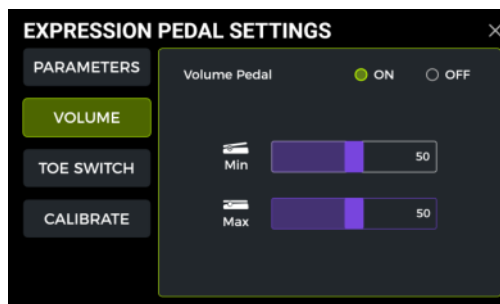 EXPRESSION PEDAL SETTINGS
PARAMETERS
VOLUME
TOE SWITCH
CALIBRATE
Volume Pedal ON OFF
Min 50
Max 50